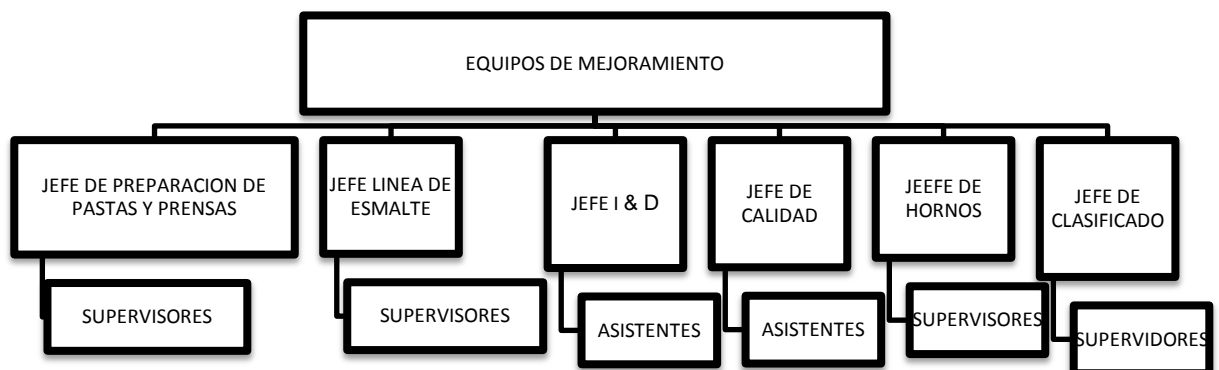 EQUIPOS DE MEJORAMIENTO
JEFE DE PREPARACION DE
PASTAS Y PRENSAS
JEFE LINEA DE
ESMALTE
JEFE I & D
JEFE DE
CALIDAD
JEEFE DE
HORNOS
JEFE DE
CLASIFICADO
SUPERVISORES
SUPERVISORES
ASISTENTES
ASISTENTES
SUPERVISORES
SUPERVIDORES